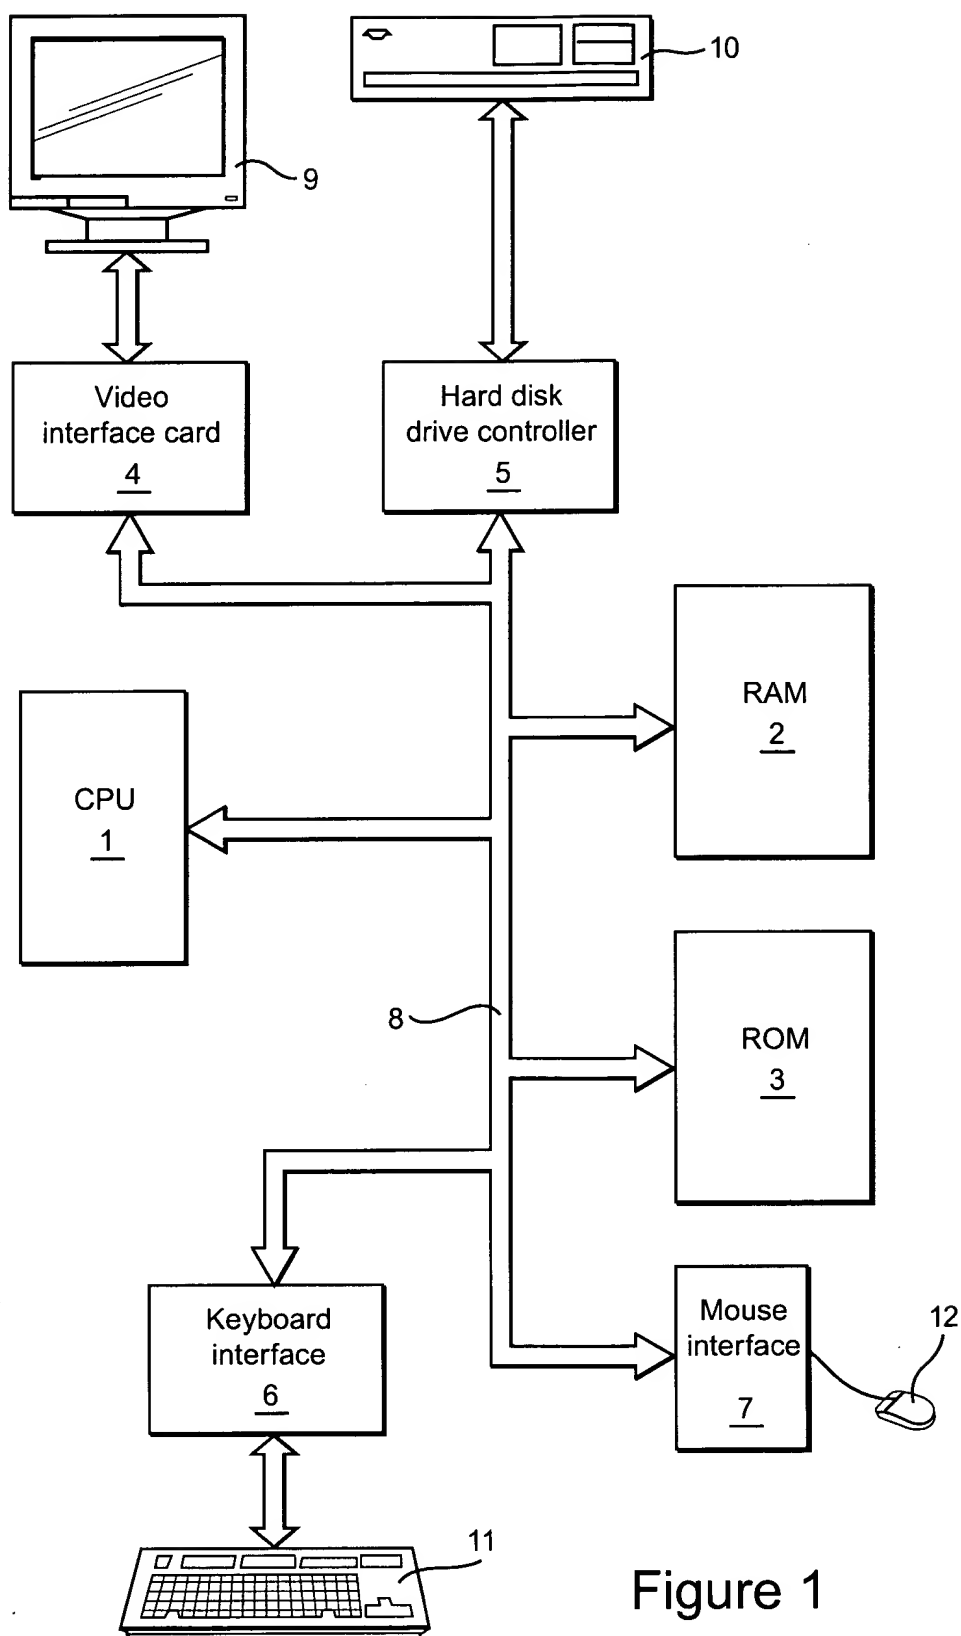 10
9
Video
interface card
4
Hard disk
drive controller
5
RAM
2
CPU
1
8
ROM
3
Keyboard
interface
6
Mouse
interface
7
12
11
Figure 1